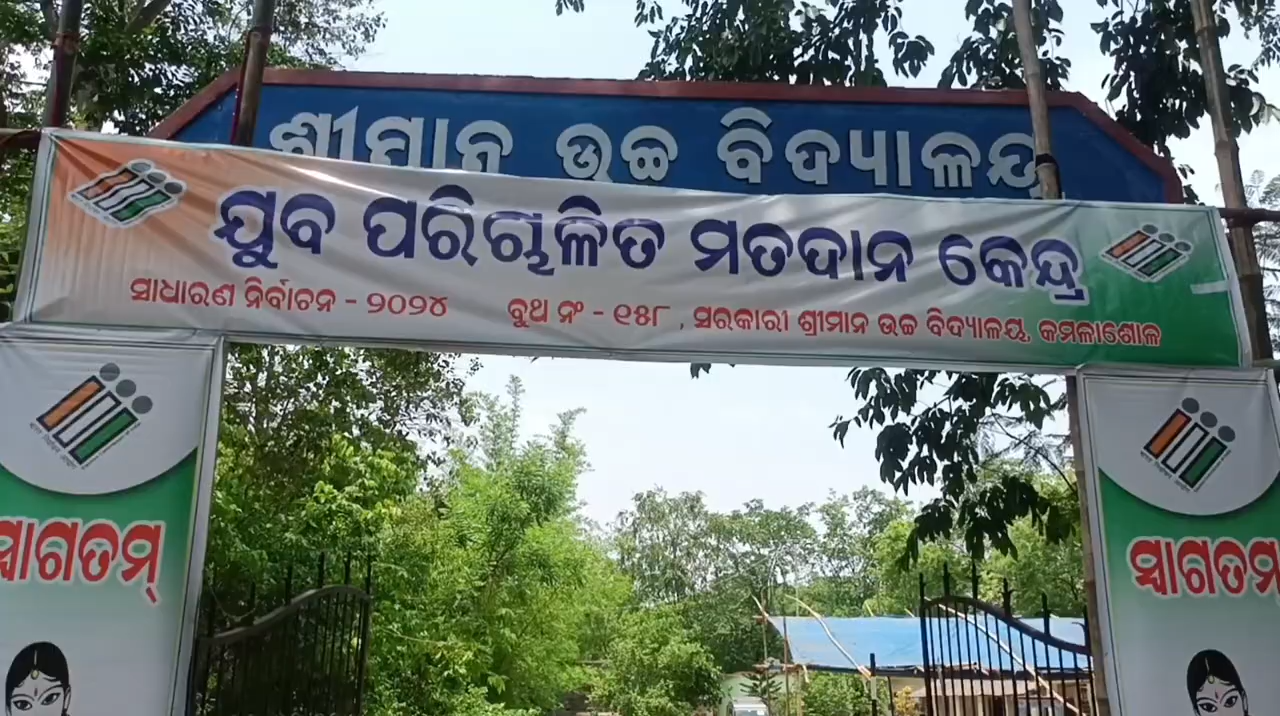 ଶ୍ରୀମାନ ଉଚ୍ଚ ବିଦ୍ୟାଳୟ
ଯୁବ ପରିଚାଳିତ ମତଦାନ କେନ୍ଦ୍ର
ସାଧାରଣ ନିର୍ବାଚନ - ୨୦୨୪ ବୁଥ ନଂ - ୧୫୮ , ସରକାରୀ ଶ୍ରୀମାନ ଉଚ୍ଚ ବିଦ୍ୟାଳୟ, କମଳାଶୋଳ
ସ୍ୱାଗତମ୍
ସ୍ୱାଗତମ୍